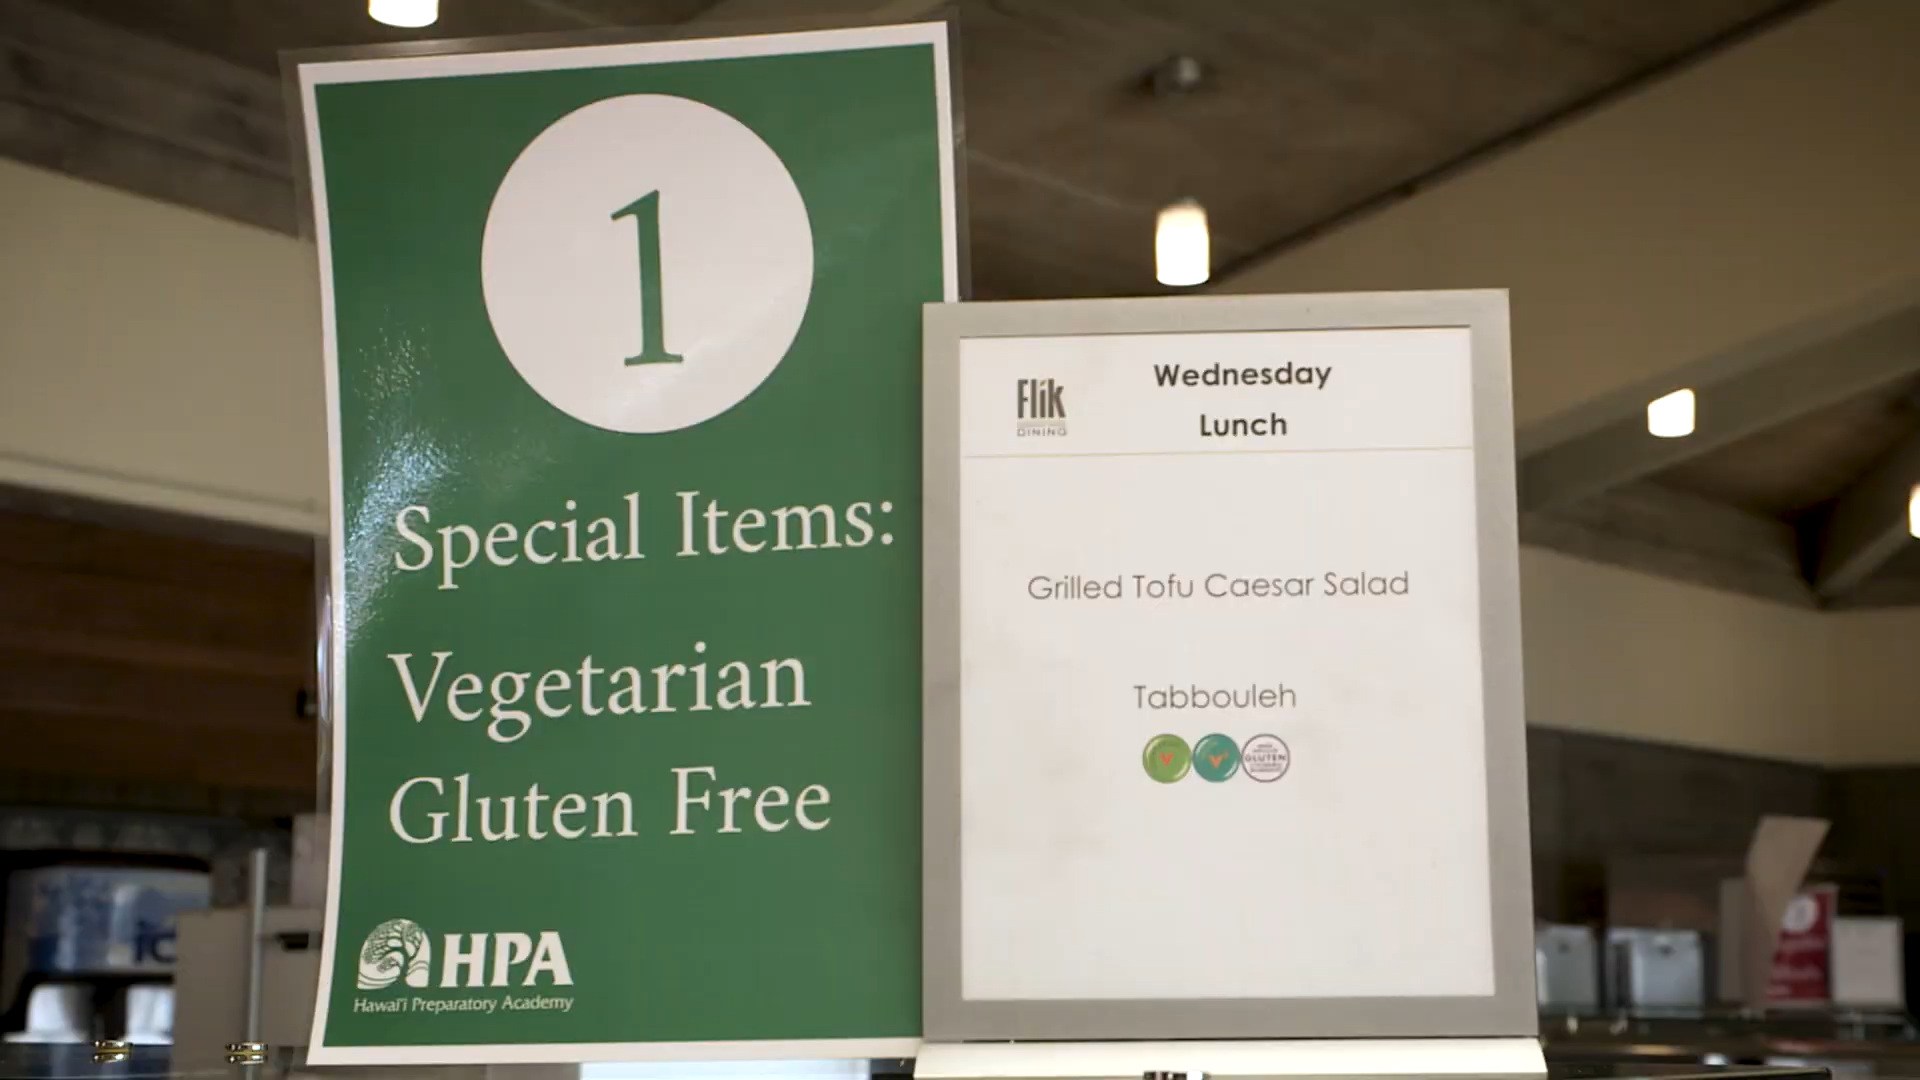 1
Special Items:
Vegetarian
Gluten Free
HPA
Hawai'i Preparatory Academy
Flik
DINING
Wednesday
Lunch
Grilled Tofu Caesar Salad
Tabbouleh
V
V
GLUTEN